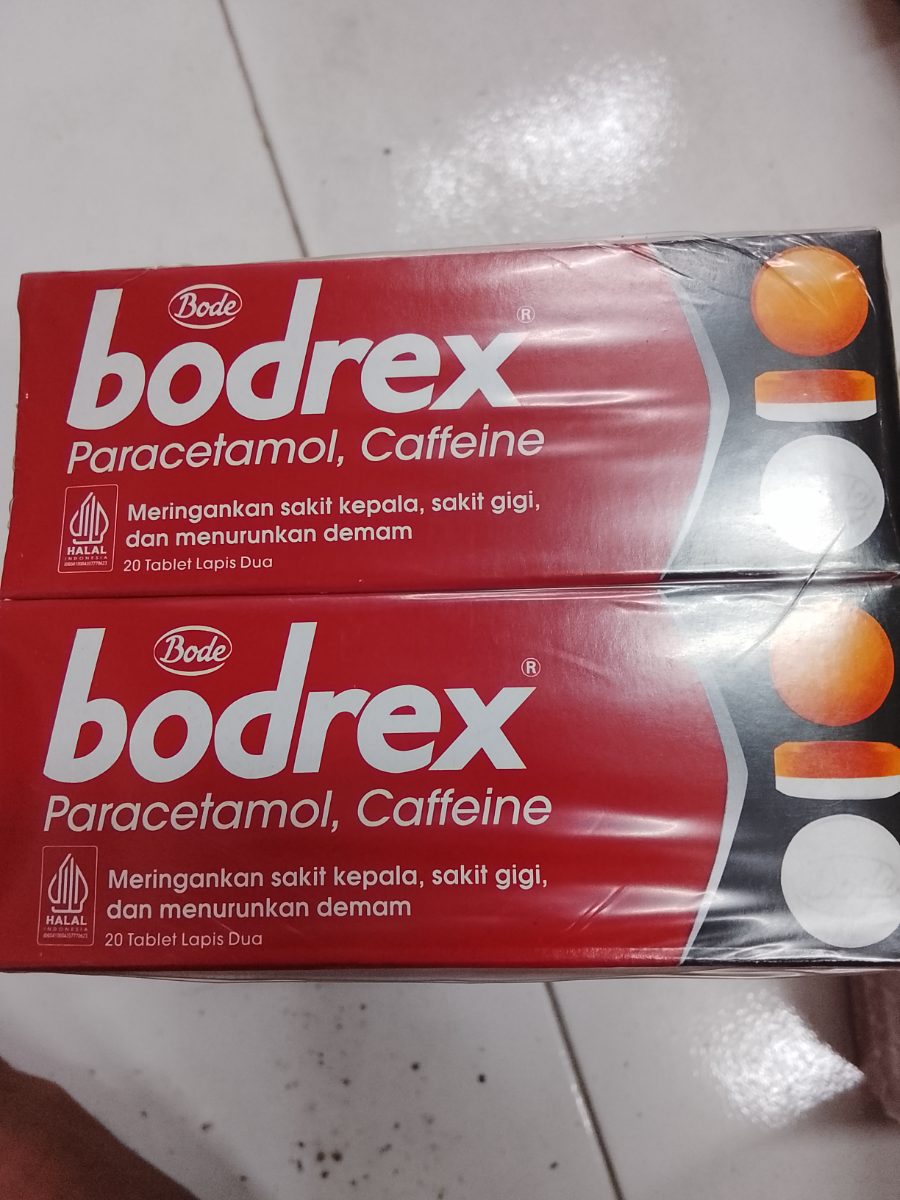 Bode
bodrex®
Paracetamol, Caffeine
HALAL
INDONESIA
Meringankan sakit kepala, sakit gigi,
dan menurunkan demam
20 Tablet Lapis Dua
Bode
bodrex®
Paracetamol, Caffeine
HALAL
INDONESIA
Meringankan sakit kepala, sakit gigi,
dan menurunkan demam
20 Tablet Lapis Dua